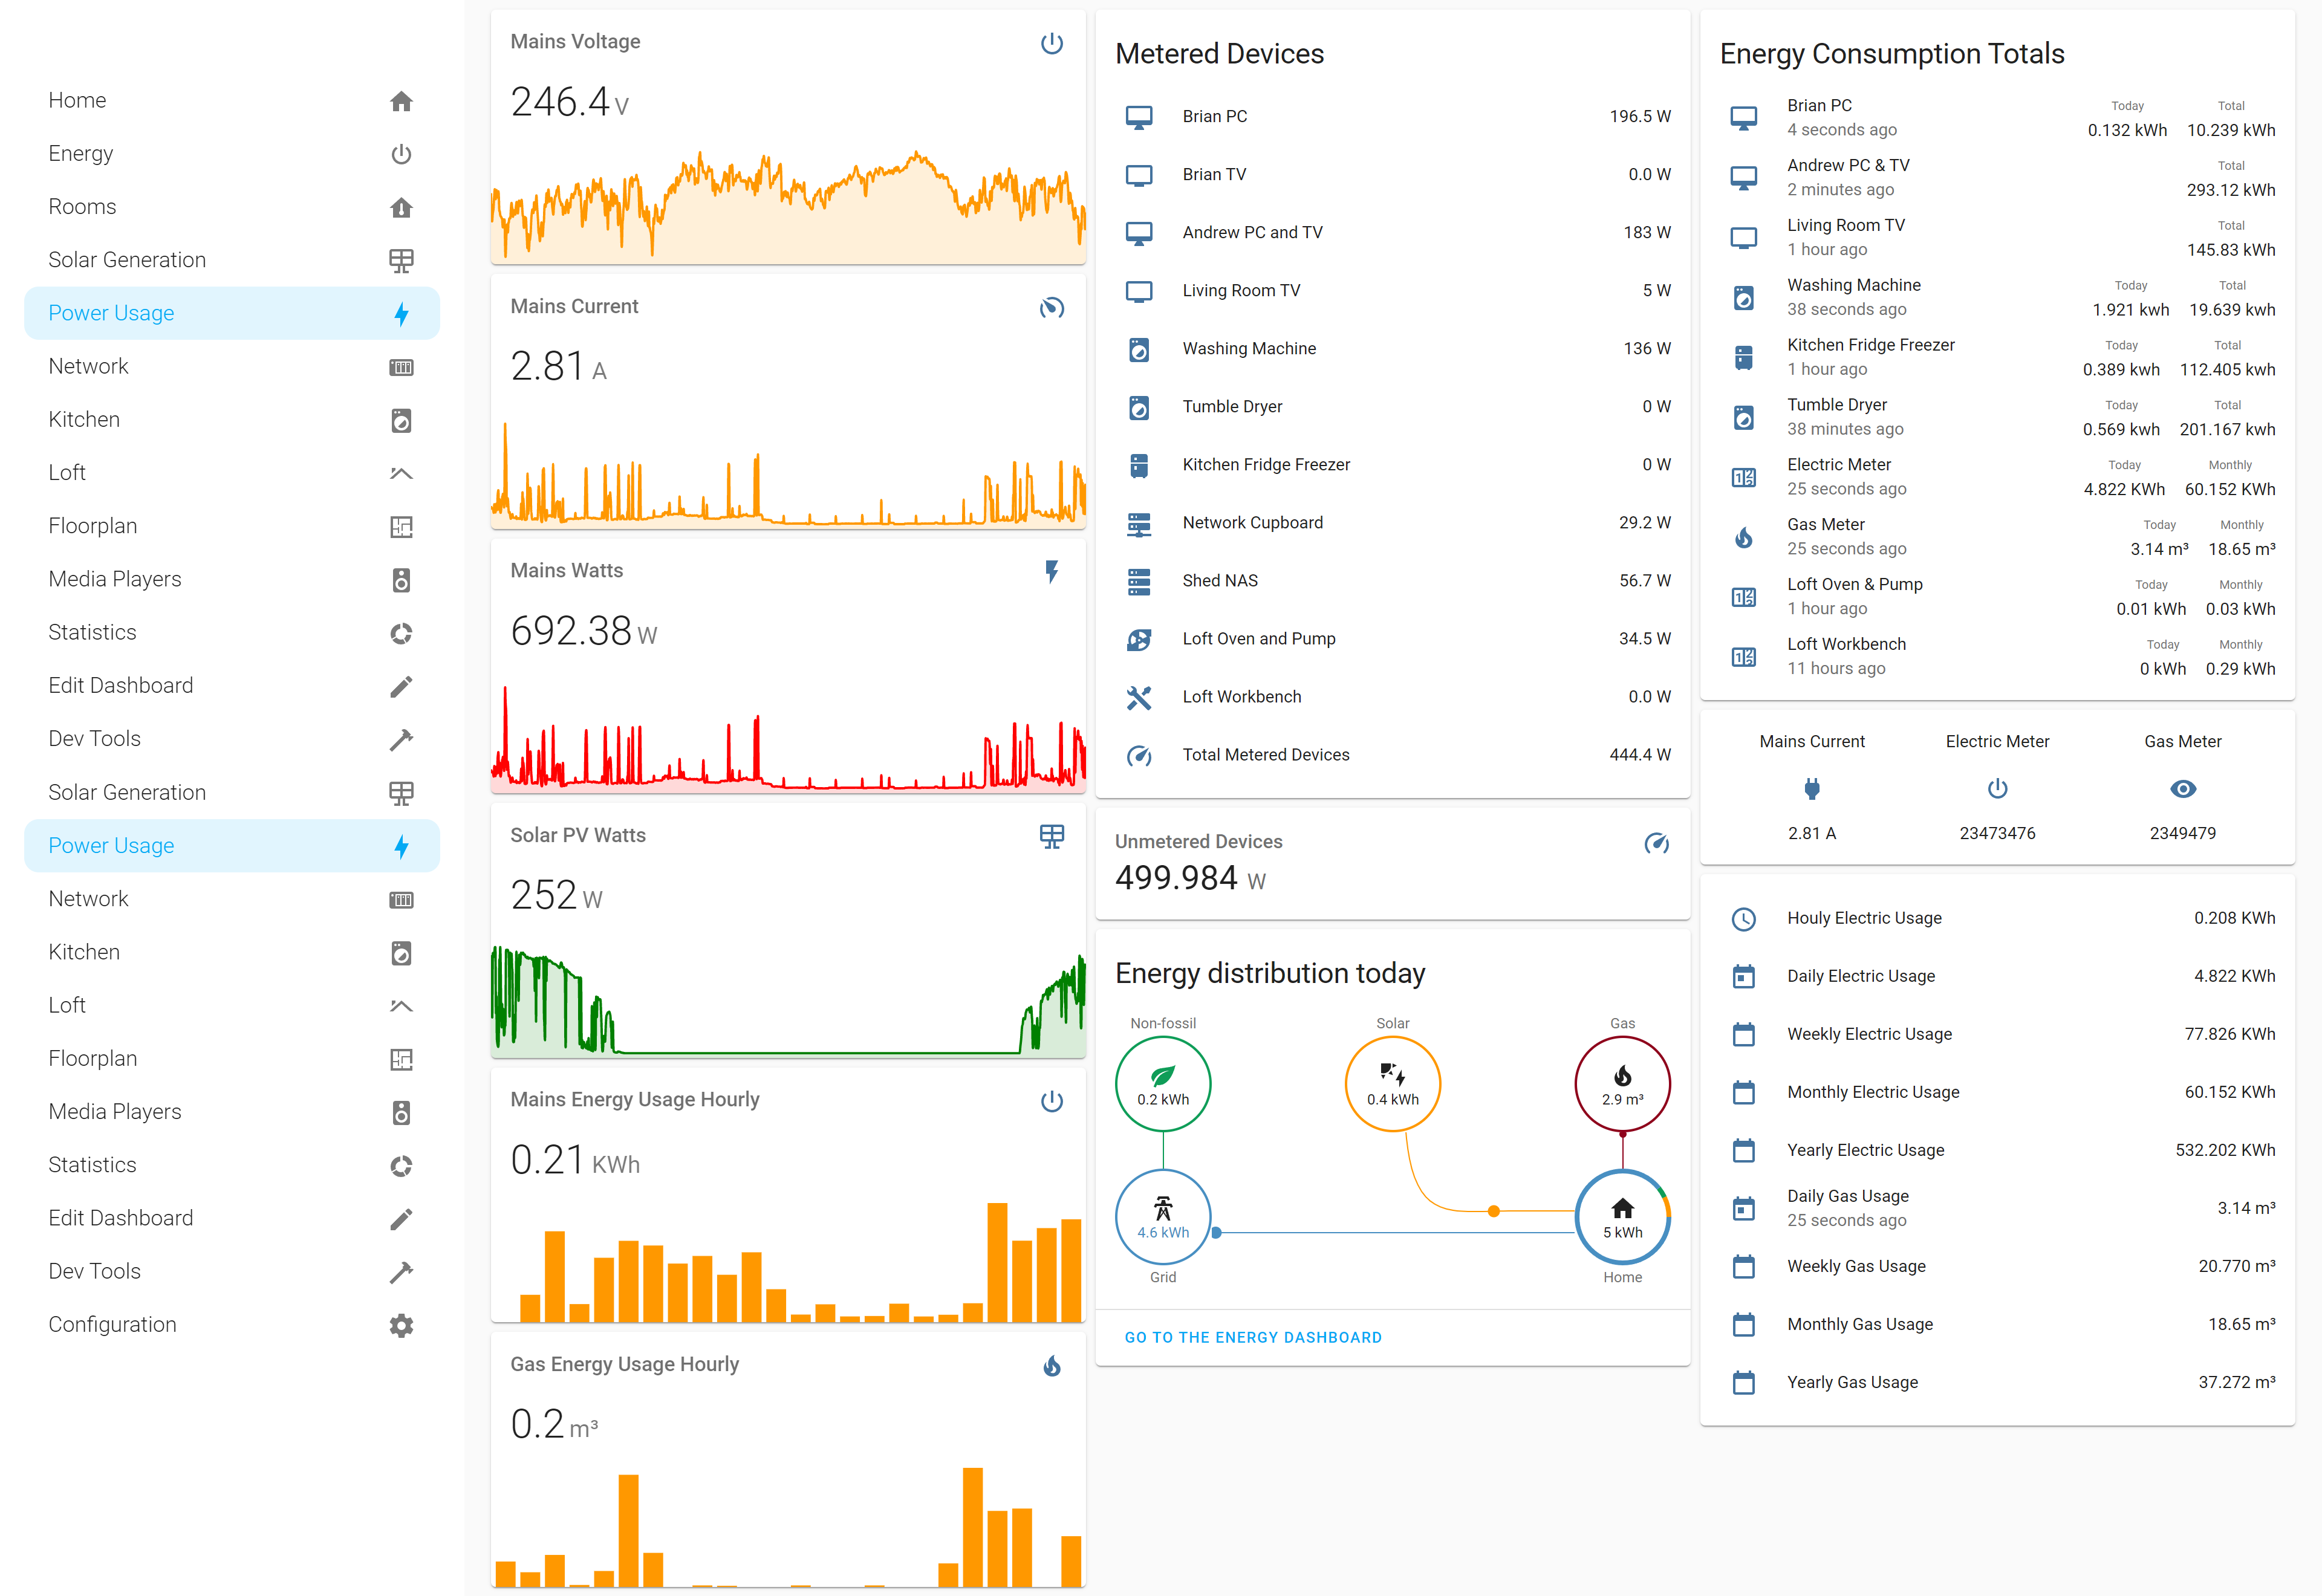 Home
Energy
Rooms
Solar Generation
Power Usage
Network
Kitchen
Loft
Floorplan
Media Players
Statistics
Edit Dashboard
Dev Tools
Solar Generation
Power Usage
Network
Kitchen
Loft
Floorplan
Media Players
Statistics
Edit Dashboard
Dev Tools
Configuration
Mains Voltage
246.4 V
Mains Current
2.81 A
Mains Watts
692.38 W
Solar PV Watts
252 W
Mains Energy Usage Hourly
0.21 KWh
Gas Energy Usage Hourly
0.2 m³
Metered Devices
Brian PC 196.5 W
Brian TV 0.0 W
Andrew PC and TV 183 W
Living Room TV 5 W
Washing Machine 136 W
Tumble Dryer 0 W
Kitchen Fridge Freezer 0 W
Network Cupboard 29.2 W
Shed NAS 56.7 W
Loft Oven and Pump 34.5 W
Loft Workbench 0.0 W
Total Metered Devices 444.4 W
Unmetered Devices
499.984 W
Energy distribution today
Non-fossil Solar Gas
0.2 kWh 0.4 kWh 2.9 m³
4.6 kWh 5 kWh
Grid Home
GO TO THE ENERGY DASHBOARD
Energy Consumption Totals
Brian PC Today Total
4 seconds ago 0.132 kWh 10.239 kWh
Andrew PC & TV Total
2 minutes ago 293.12 kWh
Living Room TV Total
1 hour ago 145.83 kWh
Washing Machine Today Total
38 seconds ago 1.921 kwh 19.639 kwh
Kitchen Fridge Freezer Today Total
1 hour ago 0.389 kwh 112.405 kwh
Tumble Dryer Today Total
38 minutes ago 0.569 kwh 201.167 kwh
Electric Meter Today Monthly
25 seconds ago 4.822 KWh 60.152 KWh
Gas Meter Today Monthly
25 seconds ago 3.14 m³ 18.65 m³
Loft Oven & Pump Today Monthly
1 hour ago 0.01 kWh 0.03 kWh
Loft Workbench Today Monthly
11 hours ago 0 kWh 0.29 kWh
Mains Current Electric Meter Gas Meter
2.81 A 23473476 2349479
Houly Electric Usage 0.208 KWh
Daily Electric Usage 4.822 KWh
Weekly Electric Usage 77.826 KWh
Monthly Electric Usage 60.152 KWh
Yearly Electric Usage 532.202 KWh
Daily Gas Usage
25 seconds ago 3.14 m³
Weekly Gas Usage 20.770 m³
Monthly Gas Usage 18.65 m³
Yearly Gas Usage 37.272 m³